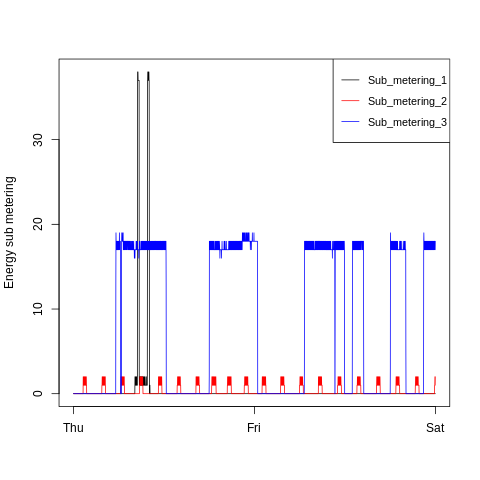 Sub_metering_1
Sub_metering_2
Sub_metering_3
Energy sub metering
30
20
10
0
Thu Fri Sat